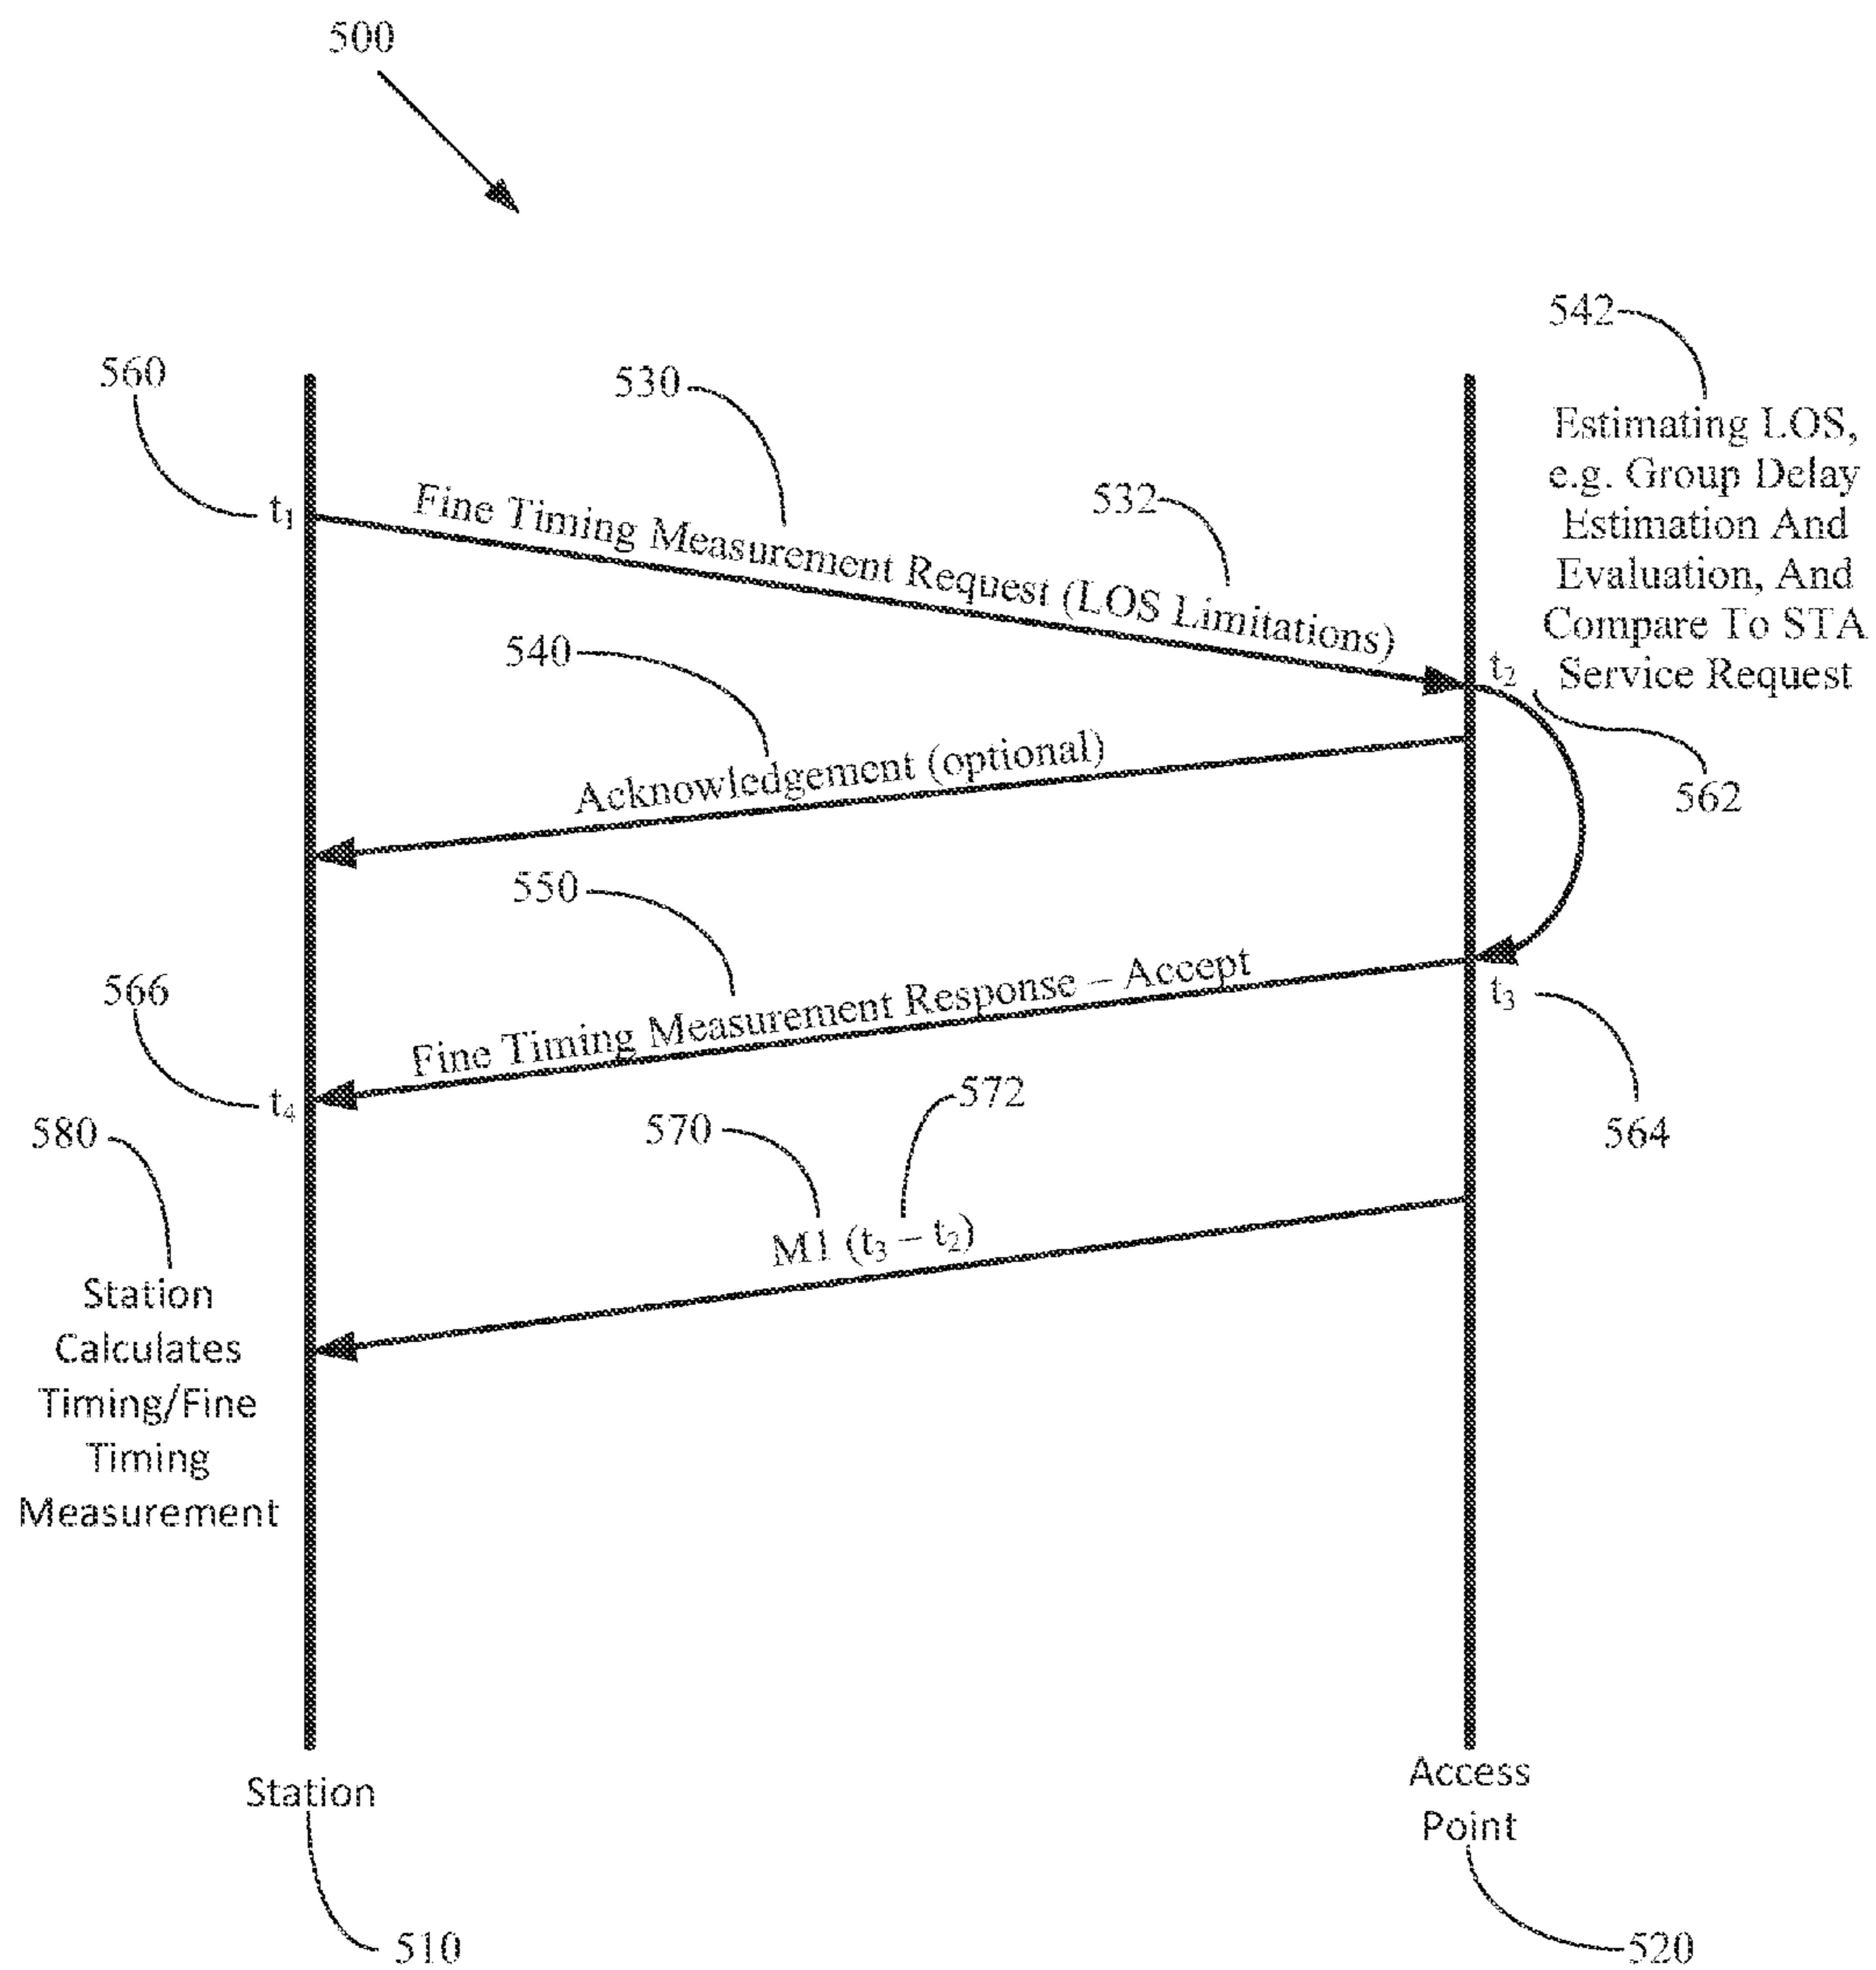 500
542
560
530
Estimating LOS,
e.g. Group Delay
Estimation And
Evaluation, And
Compare To STA
Service Request
532
t1
Fine Timing Measurement Request (LOS Limitations)
540
t2
562
Acknowledgement (optional)
550
566
Fine Timing Measurement Response – Accept
t3
t4
572
570
564
580
M1 (t3 – t2)
Station
Calculates
Timing/Fine
Timing
Measurement
Station
Access
Point
510
520